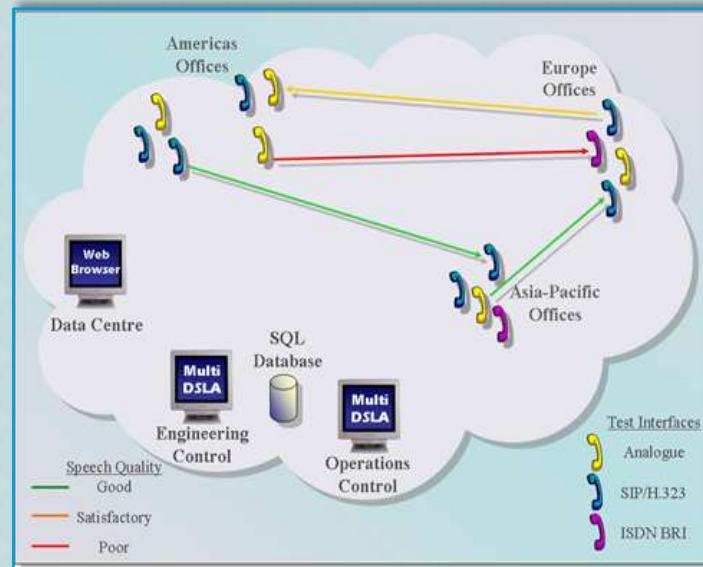 Americas
Offices
Europe
Offices
Web
Browser
Data Centre
Asia-Pacific
Offices
SQL
Database
Multi
DSLA
Engineering
Control
Multi
DSLA
Operations
Control
Speech Quality
Good
Satisfactory
Poor
Test Interfaces
Analogue
SIP/H.323
ISDN BRI